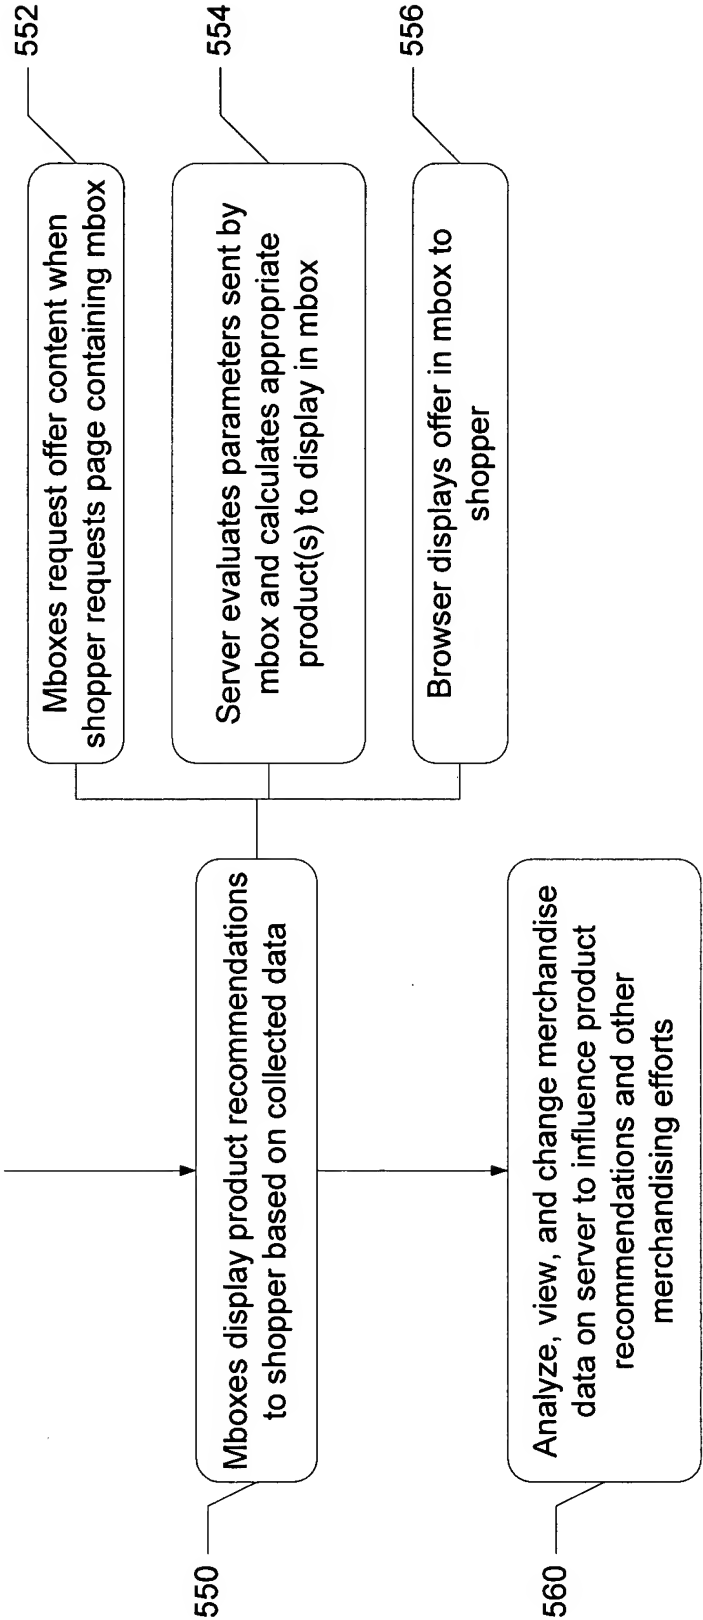 550
Mboxes display product recommendations
to shopper based on collected data
552
Mboxes request offer content when
shopper requests page containing mbox
554
Server evaluates parameters sent by
mbox and calculates appropriate
product(s) to display in mbox
556
Browser displays offer in mbox to
shopper
560
Analyze, view, and change merchandise
data on server to influence product
recommendations and other
merchandising efforts